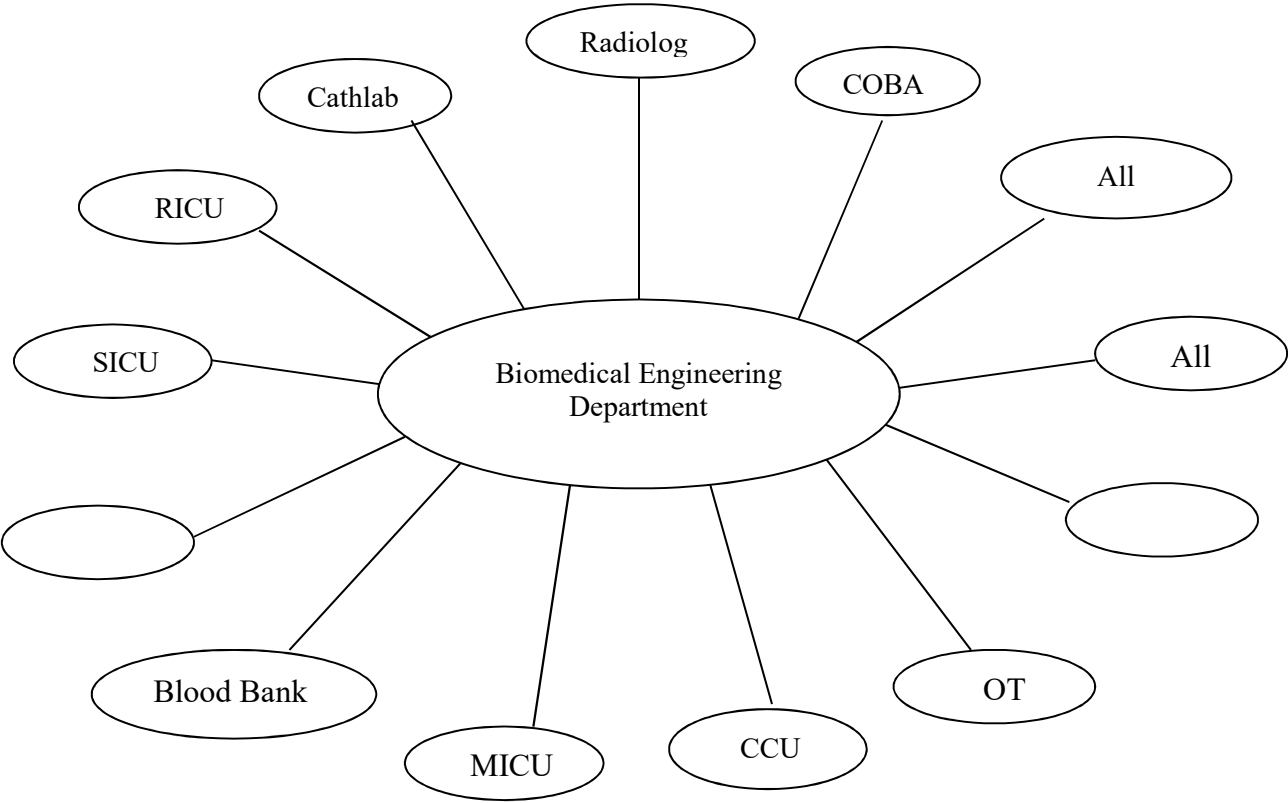 Radiolog
COBA
Cathlab
All
RICU
All
SICU
Biomedical Engineering
Department
Blood Bank
OT
CCU
MICU